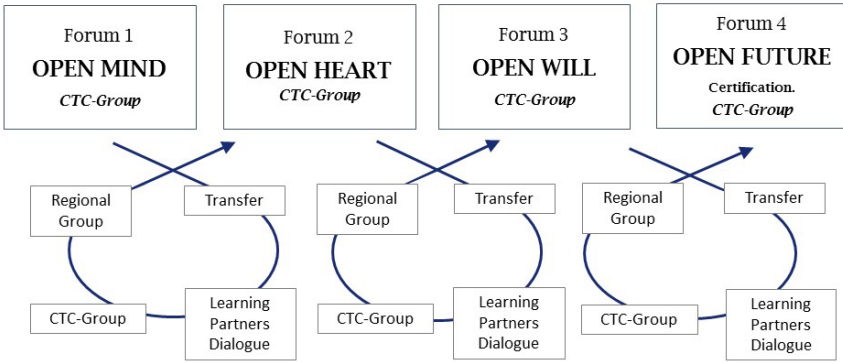 Forum 1
OPEN MIND
CTC-Group
Forum 2
OPEN HEART
CTC-Group
Forum 3
OPEN WILL
CTC-Group
Forum 4
OPEN FUTURE
Certification.
CTC-Group
Regional
Group
Transfer
CTC-Group
Learning
Partners
Dialogue
Regional
Group
Transfer
CTC-Group
Learning
Partners
Dialogue
Regional
Group
Transfer
CTC-Group
Learning
Partners
Dialogue